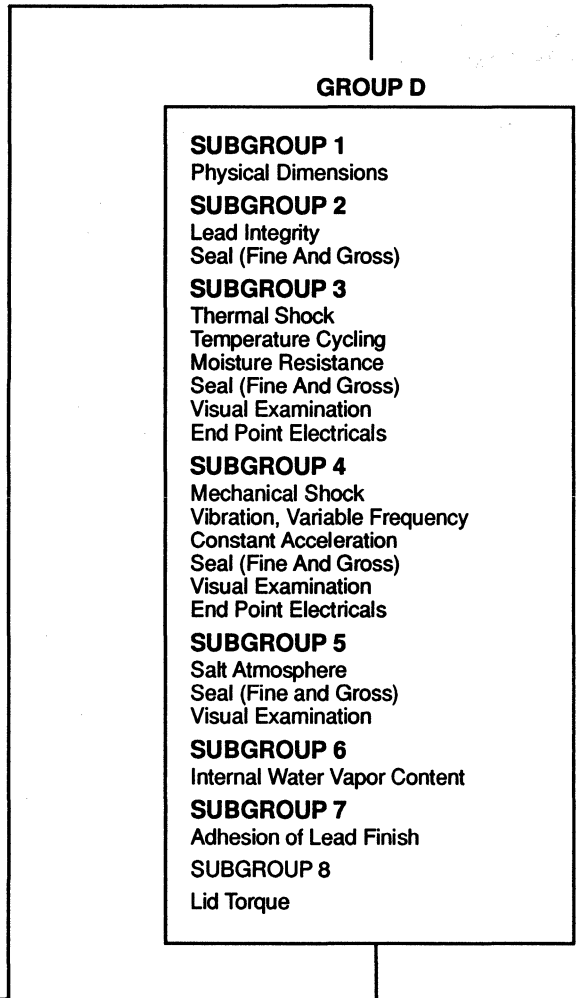 GROUP D
SUBGROUP 1
Physical Dimensions
SUBGROUP 2
Lead Integrity
Seal (Fine And Gross)
SUBGROUP 3
Thermal Shock
Temperature Cycling
Moisture Resistance
Seal (Fine And Gross)
Visual Examination
End Point Electricals
SUBGROUP 4
Mechanical Shock
Vibration, Variable Frequency
Constant Acceleration
Seal (Fine And Gross)
Visual Examination
End Point Electricals
SUBGROUP 5
Salt Atmosphere
Seal (Fine and Gross)
Visual Examination
SUBGROUP 6
Internal Water Vapor Content
SUBGROUP 7
Adhesion of Lead Finish
SUBGROUP 8
Lid Torque